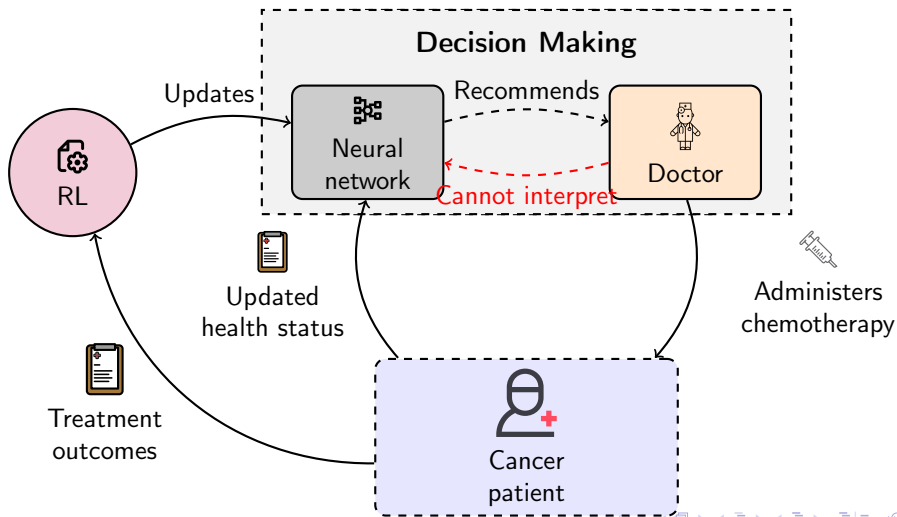 Decision Making
Updates
Recommends
Neural
network
Doctor
Cannot interpret
RL
Updated
health status
Administers
chemotherapy
Treatment
outcomes
Cancer
patient